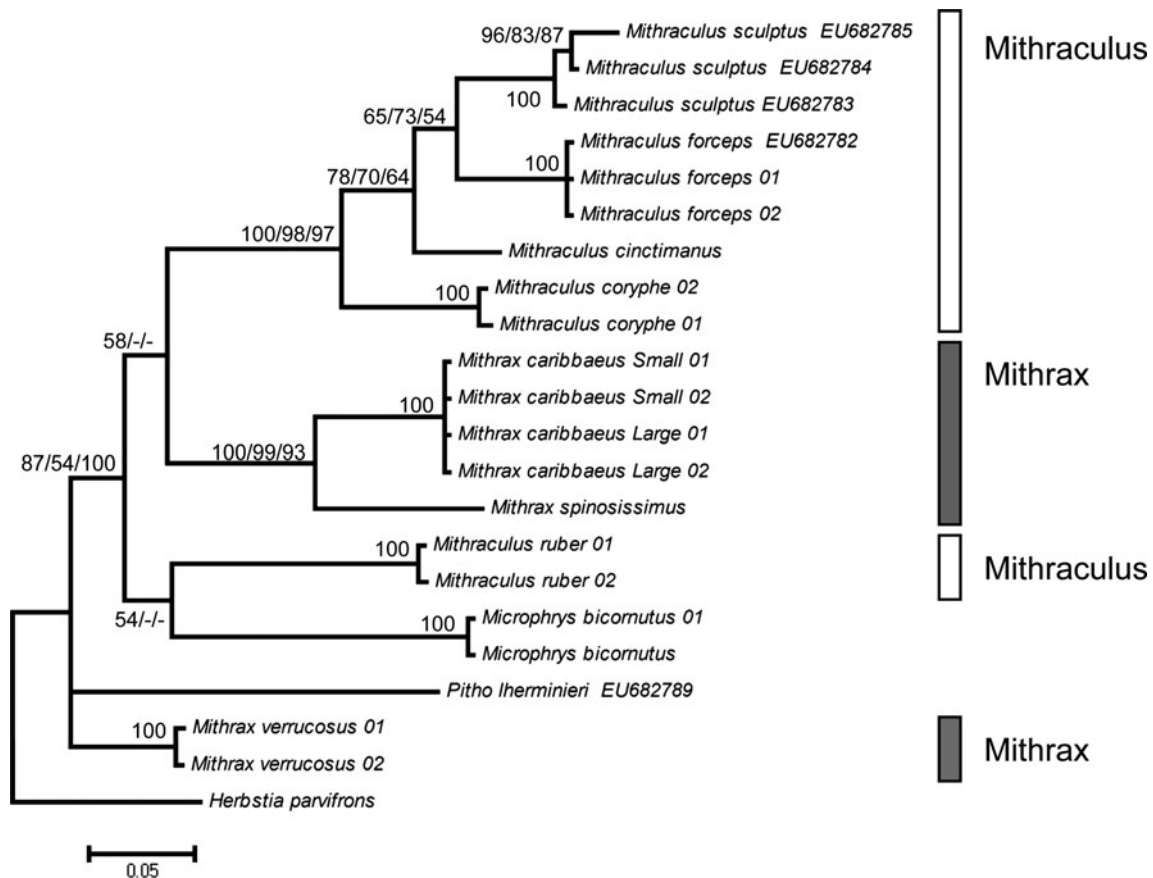 96/83/87
Mithraculus sculptus EU682785
Mithraculus
Mithraculus sculptus EU682784
100
Mithraculus sculptus EU682783
65/73/54
Mithraculus forceps EU682782
100
Mithraculus forceps 01
78/70/64
Mithraculus forceps 02
100/98/97
Mithraculus cinctimanus
Mithraculus coryphe 02
100
Mithraculus coryphe 01
58/-/-
Mithrax caribbaeus Small 01
Mithrax
Mithrax caribbaeus Small 02
100
Mithrax caribbaeus Large 01
100/99/93
Mithrax caribbaeus Large 02
87/54/100
Mithrax spinosissimus
Mithraculus ruber 01
100
Mithraculus
Mithraculus ruber 02
54/-/-
Microphrys bicornutus 01
100
Microphrys bicornutus
Pitho lherminieri EU682789
Mithrax verrucosus 01
100
Mithrax
Mithrax verrucosus 02
Herbstia parvifrons
0.05